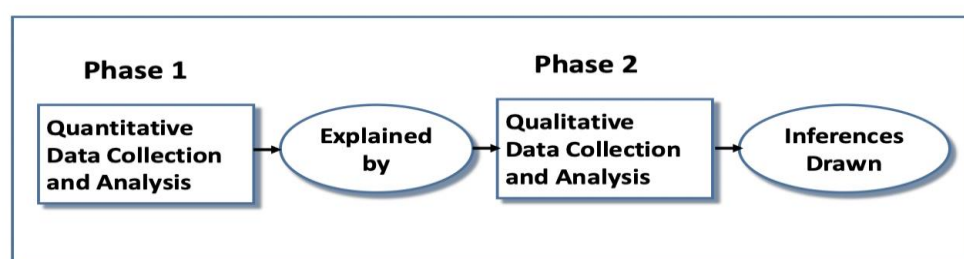 Phase 1
Quantitative
Data Collection
and Analysis
Explained
by
Phase 2
Qualitative
Data Collection
and Analysis
Inferences
Drawn